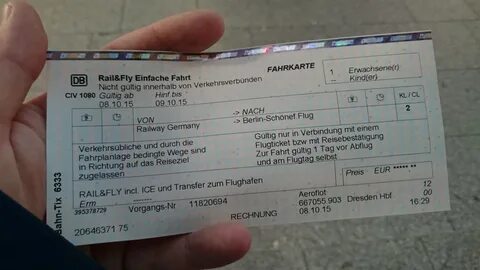 DB Rail&Fly Einfache Fahrt
FAHRKARTE
Nicht gültig innerhalb von Verkehrsverbünden
1 Erwachsene(r)
Kind(er)
CIV 1080
Gültig ab Hinf bis
08.10.15 09.10.15
VON -> NACH KL/CL
Railway Germany -> Berlin-Schönef Flug 2
Verkehrsübliche und durch die
Fahrplanlage bedingte Wege sind
in Richtung auf das Reiseziel
zugelassen
Gültig nur in Verbindung mit einem
Flugticket bzw mit Reisebestätigung
Zur Fahrt gültig 1 Tag vor Abflug
und am Flugtag selbst
Preis EUR ***** **
RAIL&FLY incl ICE und Transfer zum Flughafen
Erm
395378729
Vorgangs-Nr 11820694
Aeroflot
667055 903 Dresden Hbf
12
00
RECHNUNG 08.10.15 16:29
20646371 75
Bahn-Tix 6333